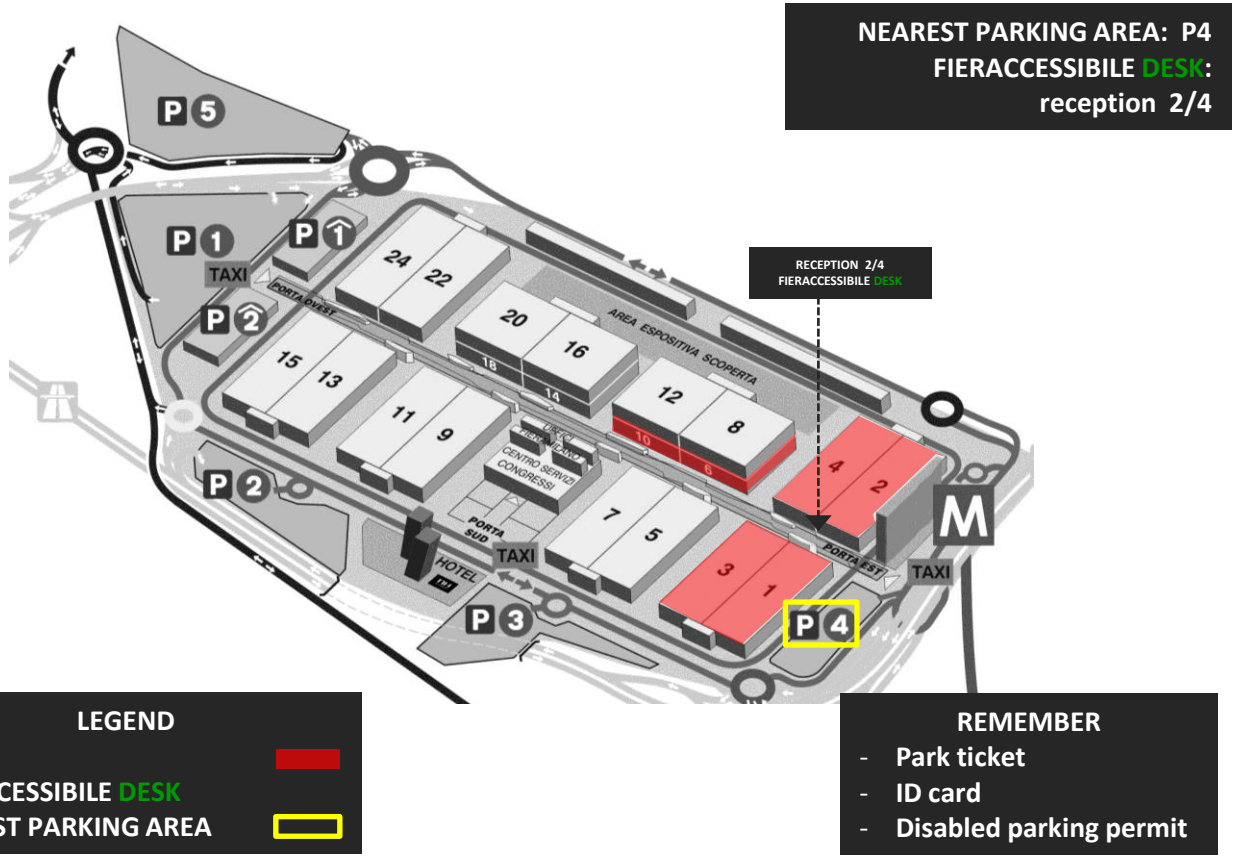 NEAREST PARKING AREA: P4
FIERACCESSIBILE DESK:
reception 2/4
P 5
P 1
P 1
TAXI
PORTA OVEST
P 2
24
22
20
16
18
14
AREA ESPOSITIVA SCOPERTA
RECEPTION 2/4
FIERACCESSIBILE DESK
12
8
10
6
4
2
15
13
11
9
CENTRO SERVIZI
CONGRESSI
7
5
3
1
PORTA EST
M
TAXI
P 2
PORTA
SUD
TAXI
HOTEL
P 3
P 4
LEGEND
CESSIBILE DESK
ST PARKING AREA
REMEMBER
- Park ticket
- ID card
- Disabled parking permit